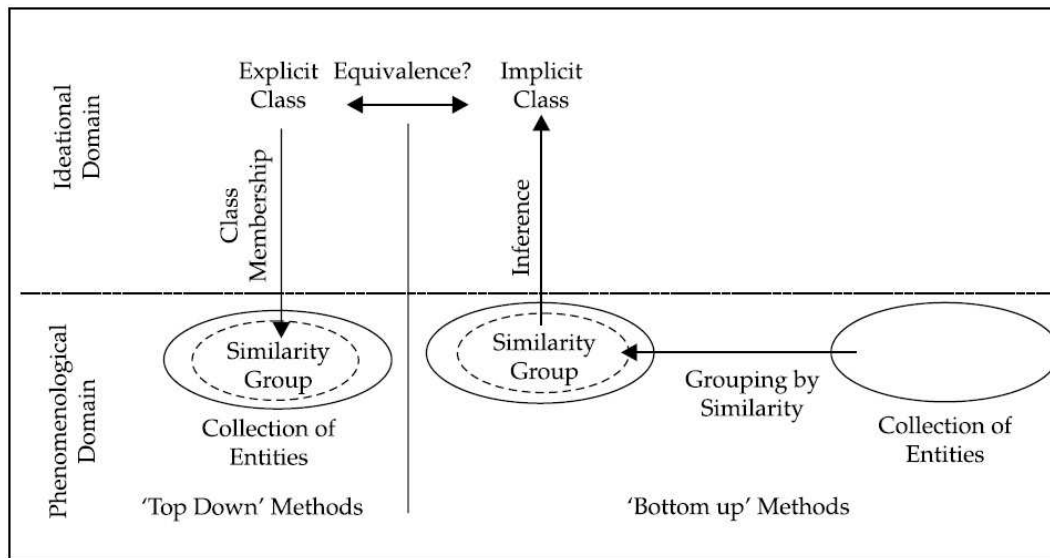 Explicit
Class
Equivalence?
Implicit
Class
Ideational
Domain
Class
Membership
Inference
Phenomenological
Domain
Similarity
Group
Collection of
Entities
Similarity
Group
Grouping by
Similarity
Collection of
Entities
‘Top Down’ Methods
‘Bottom up’ Methods